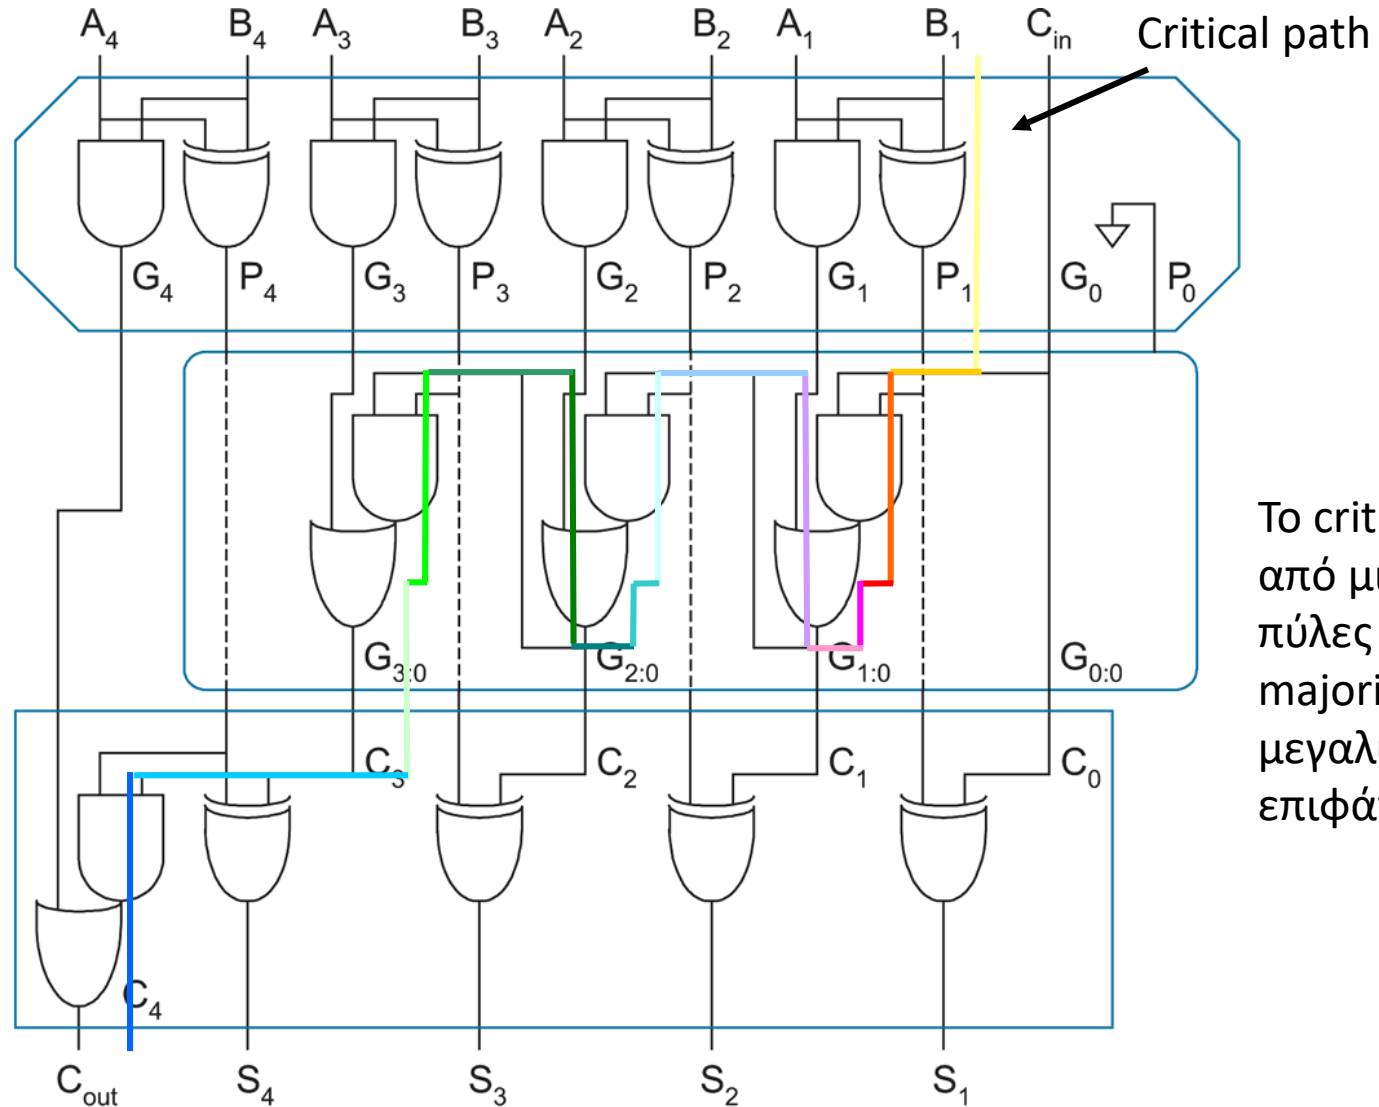 A4 B4 A3 B3 A2 B2 A1 B1 Cin
Critical path
G4 P4 G3 P3 G2 P2 G1 P1 G0 P0
To crit
από μι
πύλες
majori
μεγαλ
επιφά
G3:0 G2:0 G1:0 G0:0
C3 C2 C1 C0
C4
Cout S4 S3 S2 S1